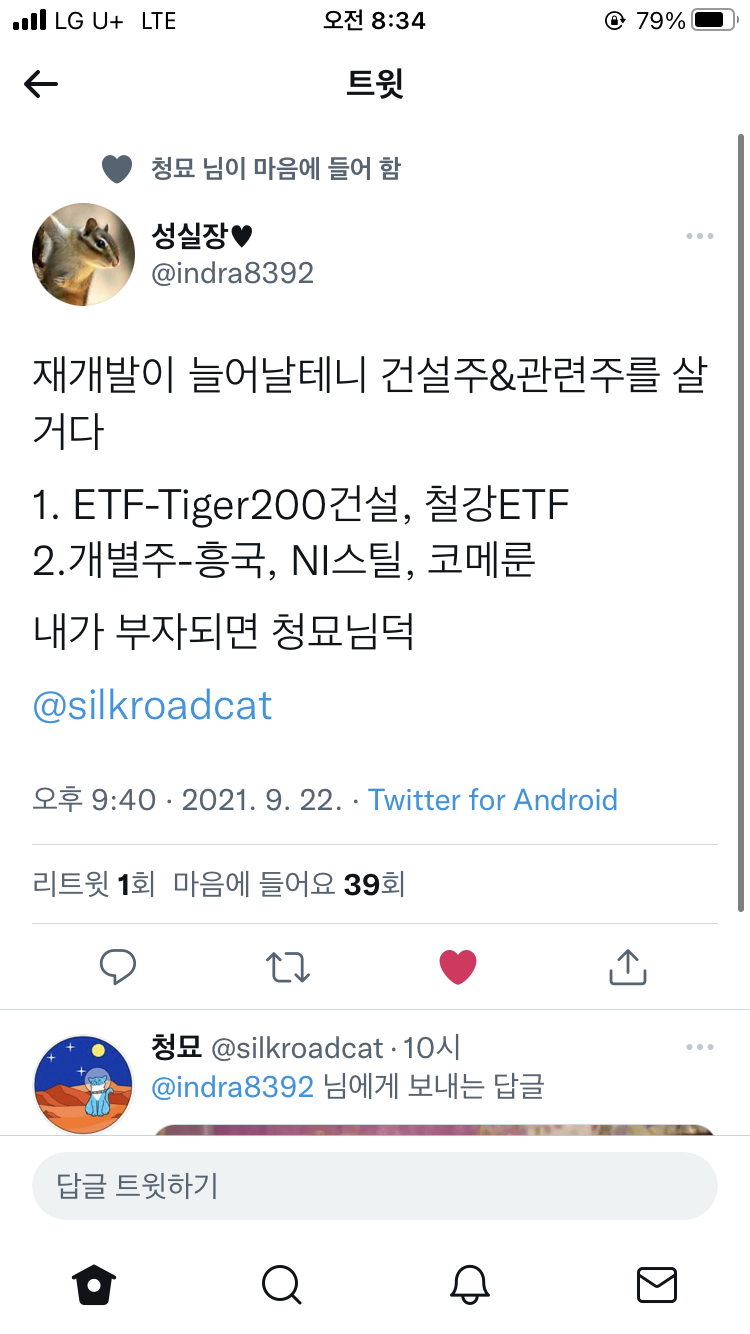 LG U+ LTE 오전 8:34 79%
트윗
청묘 님이 마음에 들어 함
성실장♥
@indra8392
재개발이 늘어날테니 건설주&관련주를 살
거다
1. ETF-Tiger200건설, 철강ETF
2.개별주-흥국, NI스틸, 코메룬
내가 부자되면 청묘님덕
@silkroadcat
오후 9:40 · 2021. 9. 22. · Twitter for Android
리트윗 1회 마음에 들어요 39회
청묘 @silkroadcat · 10시
@indra8392 님에게 보내는 답글
답글 트윗하기